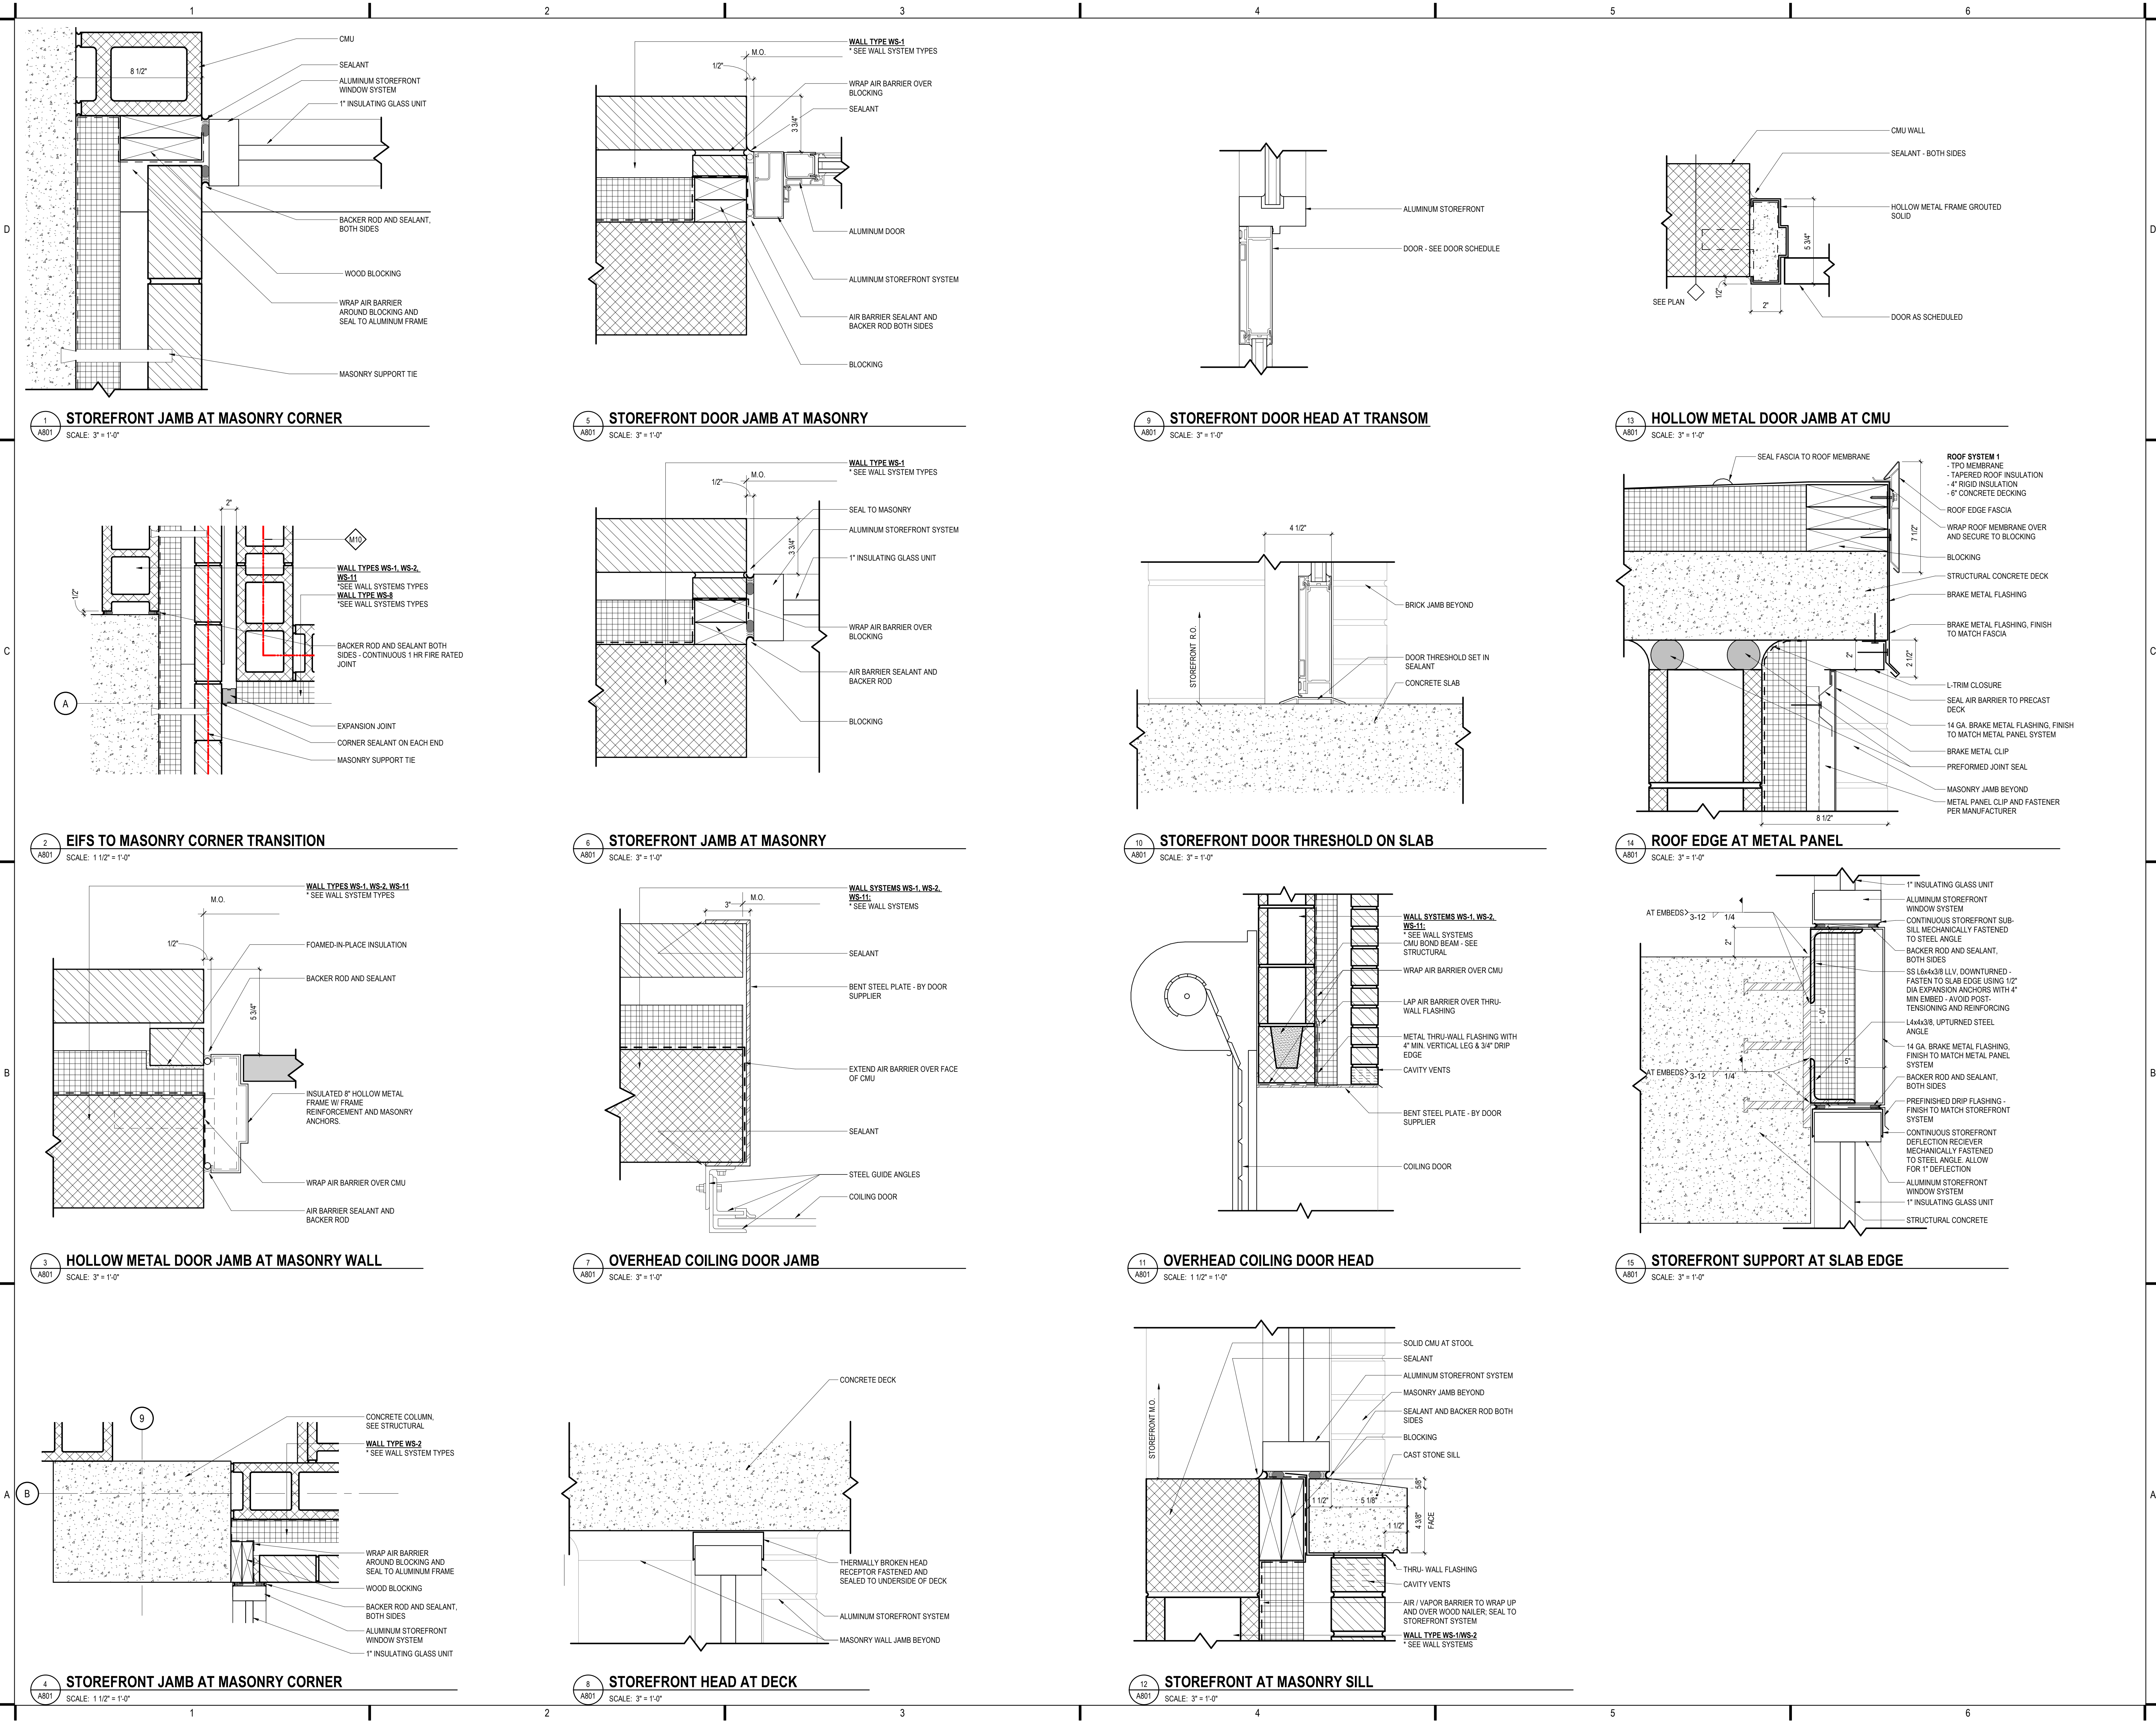 1
2
3
4
5
6
D
C
B
A
CMU
8 1/2"
SEALANT
ALUMINUM STOREFRONT
WINDOW SYSTEM
1" INSULATING GLASS UNIT
BACKER ROD AND SEALANT,
BOTH SIDES
WOOD BLOCKING
WRAP AIR BARRIER
AROUND BLOCKING AND
SEAL TO ALUMINUM FRAME
MASONRY SUPPORT TIE
1
A801
STOREFRONT JAMB AT MASONRY CORNER
SCALE: 3" = 1'-0"
WALL TYPE WS-1
* SEE WALL SYSTEM TYPES
M.O.
1/2"
WRAP AIR BARRIER OVER
BLOCKING
SEALANT
3 3/4"
ALUMINUM DOOR
ALUMINUM STOREFRONT SYSTEM
AIR BARRIER SEALANT AND
BACKER ROD BOTH SIDES
BLOCKING
5
A801
STOREFRONT DOOR JAMB AT MASONRY
SCALE: 3" = 1'-0"
ALUMINUM STOREFRONT
DOOR - SEE DOOR SCHEDULE
9
A801
STOREFRONT DOOR HEAD AT TRANSOM
SCALE: 3" = 1'-0"
CMU WALL
SEALANT - BOTH SIDES
HOLLOW METAL FRAME GROUTED
SOLID
5 3/4"
SEE PLAN
1/2"
2"
DOOR AS SCHEDULED
13
A801
HOLLOW METAL DOOR JAMB AT CMU
SCALE: 3" = 1'-0"
2"
M10
WALL TYPES WS-1, WS-2,
WS-11
*SEE WALL SYSTEMS TYPES
WALL TYPE WS-8
*SEE WALL SYSTEMS TYPES
1/2"
BACKER ROD AND SEALANT BOTH
SIDES - CONTINUOUS 1 HR FIRE RATED
JOINT
A
EXPANSION JOINT
CORNER SEALANT ON EACH END
MASONRY SUPPORT TIE
2
A801
EIFS TO MASONRY CORNER TRANSITION
SCALE: 1 1/2" = 1'-0"
WALL TYPE WS-1
* SEE WALL SYSTEM TYPES
M.O.
1/2"
SEAL TO MASONRY
ALUMINUM STOREFRONT SYSTEM
3 3/4"
1" INSULATING GLASS UNIT
WRAP AIR BARRIER OVER
BLOCKING
AIR BARRIER SEALANT AND
BACKER ROD
BLOCKING
6
A801
STOREFRONT JAMB AT MASONRY
SCALE: 3" = 1'-0"
4 1/2"
BRICK JAMB BEYOND
STOREFRONT R.O.
DOOR THRESHOLD SET IN
SEALANT
CONCRETE SLAB
10
A801
STOREFRONT DOOR THRESHOLD ON SLAB
SCALE: 3" = 1'-0"
SEAL FASCIA TO ROOF MEMBRANE
ROOF SYSTEM 1
- TPO MEMBRANE
- TAPERED ROOF INSULATION
- 4" RIGID INSULATION
- 6" CONCRETE DECKING
ROOF EDGE FASCIA
WRAP ROOF MEMBRANE OVER
AND SECURE TO BLOCKING
7 1/2"
BLOCKING
STRUCTURAL CONCRETE DECK
BRAKE METAL FLASHING
BRAKE METAL FLASHING, FINISH
TO MATCH FASCIA
2"
2 1/2"
L-TRIM CLOSURE
SEAL AIR BARRIER TO PRECAST
DECK
14 GA. BRAKE METAL FLASHING, FINISH
TO MATCH METAL PANEL SYSTEM
BRAKE METAL CLIP
PREFORMED JOINT SEAL
MASONRY JAMB BEYOND
METAL PANEL CLIP AND FASTENER
PER MANUFACTURER
8 1/2"
14
A801
ROOF EDGE AT METAL PANEL
SCALE: 3" = 1'-0"
WALL TYPES WS-1, WS-2, WS-11
* SEE WALL SYSTEM TYPES
M.O.
1/2"
FOAMED-IN-PLACE INSULATION
BACKER ROD AND SEALANT
5 3/4"
INSULATED 8" HOLLOW METAL
FRAME W/ FRAME
REINFORCEMENT AND MASONRY
ANCHORS.
WRAP AIR BARRIER OVER CMU
AIR BARRIER SEALANT AND
BACKER ROD
3
A801
HOLLOW METAL DOOR JAMB AT MASONRY WALL
SCALE: 3" = 1'-0"
WALL SYSTEMS WS-1, WS-2,
WS-11:
* SEE WALL SYSTEMS
M.O.
3"
SEALANT
BENT STEEL PLATE - BY DOOR
SUPPLIER
EXTEND AIR BARRIER OVER FACE
OF CMU
SEALANT
STEEL GUIDE ANGLES
COILING DOOR
7
A801
OVERHEAD COILING DOOR JAMB
SCALE: 3" = 1'-0"
WALL SYSTEMS WS-1, WS-2,
WS-11:
* SEE WALL SYSTEMS
CMU BOND BEAM - SEE
STRUCTURAL
WRAP AIR BARRIER OVER CMU
LAP AIR BARRIER OVER THRU-
WALL FLASHING
METAL THRU-WALL FLASHING WITH
4" MIN. VERTICAL LEG & 3/4" DRIP
EDGE
CAVITY VENTS
BENT STEEL PLATE - BY DOOR
SUPPLIER
COILING DOOR
11
A801
OVERHEAD COILING DOOR HEAD
SCALE: 1 1/2" = 1'-0"
1" INSULATING GLASS UNIT
ALUMINUM STOREFRONT
WINDOW SYSTEM
AT EMBEDS
3-12
1/4
CONTINUOUS STOREFRONT SUB-
SILL MECHANICALLY FASTENED
TO STEEL ANGLE
2"
BACKER ROD AND SEALANT,
BOTH SIDES
SS L6x4x3/8 LLV, DOWNTURNED -
FASTEN TO SLAB EDGE USING 1/2"
DIA EXPANSION ANCHORS WITH 4"
MIN EMBED - AVOID POST-
TENSIONING AND REINFORCING
1' - 0"
L4x4x3/8, UPTURNED STEEL
ANGLE
14 GA. BRAKE METAL FLASHING,
FINISH TO MATCH METAL PANEL
SYSTEM
5"
AT EMBEDS
3-12
1/4
BACKER ROD AND SEALANT,
BOTH SIDES
PREFINISHED DRIP FLASHING -
FINISH TO MATCH STOREFRONT
SYSTEM
CONTINUOUS STOREFRONT
DEFLECTION RECIEVER
MECHANICALLY FASTENED
TO STEEL ANGLE. ALLOW
FOR 1" DEFLECTION
ALUMINUM STOREFRONT
WINDOW SYSTEM
1" INSULATING GLASS UNIT
STRUCTURAL CONCRETE
15
A801
STOREFRONT SUPPORT AT SLAB EDGE
SCALE: 3" = 1'-0"
9
B
CONCRETE COLUMN,
SEE STRUCTURAL
WALL TYPE WS-2
* SEE WALL SYSTEM TYPES
WRAP AIR BARRIER
AROUND BLOCKING AND
SEAL TO ALUMINUM FRAME
WOOD BLOCKING
BACKER ROD AND SEALANT,
BOTH SIDES
ALUMINUM STOREFRONT
WINDOW SYSTEM
1" INSULATING GLASS UNIT
4
A801
STOREFRONT JAMB AT MASONRY CORNER
SCALE: 1 1/2" = 1'-0"
CONCRETE DECK
THERMALLY BROKEN HEAD
RECEPTOR FASTENED AND
SEALED TO UNDERSIDE OF DECK
ALUMINUM STOREFRONT SYSTEM
MASONRY WALL JAMB BEYOND
8
A801
STOREFRONT HEAD AT DECK
SCALE: 3" = 1'-0"
SOLID CMU AT STOOL
SEALANT
ALUMINUM STOREFRONT SYSTEM
MASONRY JAMB BEYOND
STOREFRONT M.O.
SEALANT AND BACKER ROD BOTH
SIDES
BLOCKING
CAST STONE SILL
5/8"
1 1/2"
5 1/8"
4 3/8"
FACE
1 1/2"
THRU- WALL FLASHING
CAVITY VENTS
AIR / VAPOR BARRIER TO WRAP UP
AND OVER WOOD NAILER; SEAL TO
STOREFRONT SYSTEM
WALL TYPE WS-1/WS-2
* SEE WALL SYSTEMS
12
A801
STOREFRONT AT MASONRY SILL
SCALE: 3" = 1'-0"
D
C
B
A
1
2
3
4
5
6